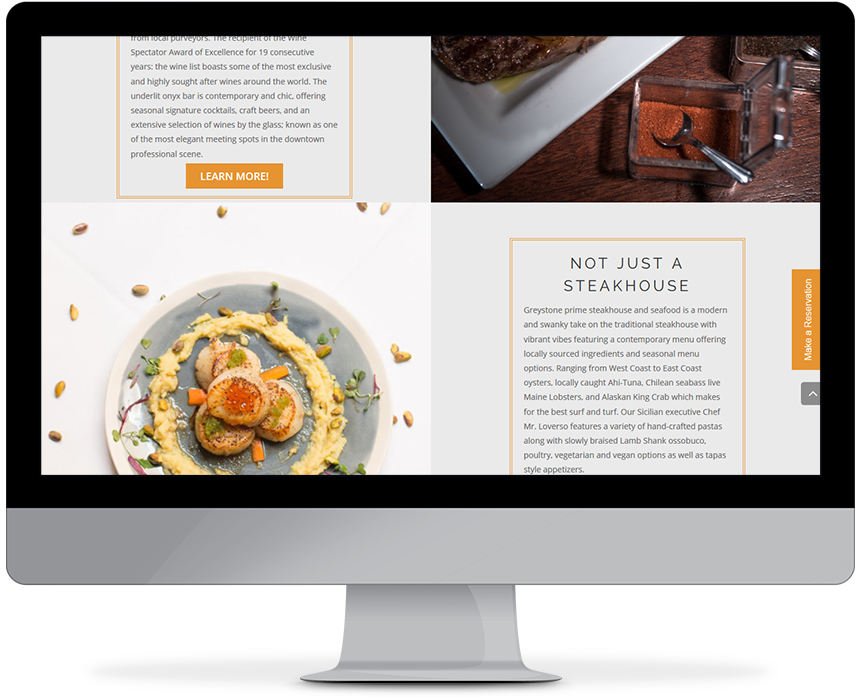 from local purveyors. The recipient of the Wine
Spectator Award of Excellence for 19 consecutive
years: the wine list boasts some of the most exclusive
and highly sought after wines around the world. The
underlit onyx bar is contemporary and chic, offering
seasonal signature cocktails, craft beers, and an
extensive selection of wines by the glass; known as one
of the most elegant meeting spots in the downtown
professional scene.
LEARN MORE!
NOT JUST A
STEAKHOUSE
Greystone prime steakhouse and seafood is a modern
and swanky take on the traditional steakhouse with
vibrant vibes featuring a contemporary menu offering
locally sourced ingredients and seasonal menu
options. Ranging from West Coast to East Coast
oysters, locally caught Ahi-Tuna, Chilean seabass live
Maine Lobsters, and Alaskan King Crab which makes
for the best surf and turf. Our Sicilian executive Chef
Mr. Loverso features a variety of hand-crafted pastas
along with slowly braised Lamb Shank ossobuco,
poultry, vegetarian and vegan options as well as tapas
style appetizers.
Make a Reservation